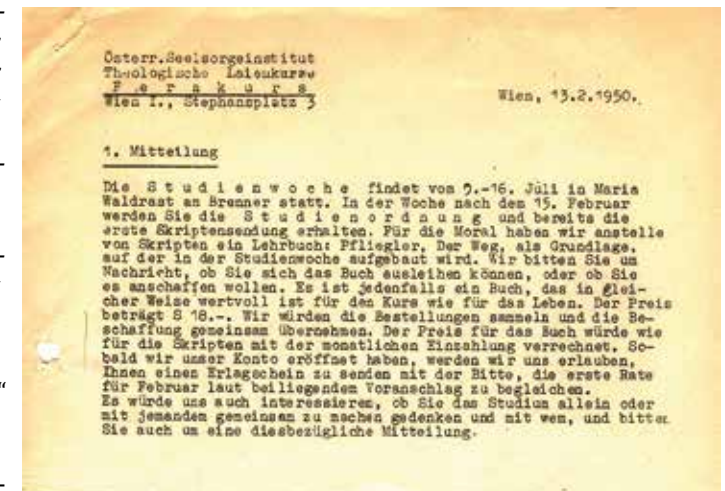 Österr.Seelsorgeinstitut
Theologische Laienkurse
F e r n k u r s
Wien I., Stephansplatz 3
Wien, 13.2.1950.
1. Mitteilung
Die S t u d i e n w o c h e findet vom 9.-16. Juli in Maria
Waldrast am Brenner statt. In der Woche nach dem 15. Februar
werden Sie die S t u d i e n o r d n u n g und bereits die
erste Skriptensendung erhalten. Für die Moral haben wir anstelle
von Skripten ein Lehrbuch: Pfliegler, Der Weg, als Grundlage,
auf der in der Studienwoche aufgebaut wird. Wir bitten Sie um
Nachricht, ob Sie sich das Buch ausleihen können, oder ob Sie
es anschaffen wollen. Es ist jedenfalls ein Buch, das in glei-
cher Weise wertvoll ist für den Kurs wie für das Leben. Der Preis
beträgt S 18.-. Wir würden die Bestellungen sammeln und die Be-
schaffung gemeinsam übernehmen. Der Preis für das Buch würde wie
für die Skripten mit der monatlichen Einzahlung verrechnet. So-
bald wir unser Konto eröffnet haben, werden wir uns erlauben,
Ihnen einen Erlagschein zu senden mit der Bitte, die erste Rate
für Februar laut beiliegendem Voranschlag zu begleichen.
Es würde uns auch interessieren, ob Sie das Studium allein oder
mit jemandem gemeinsam zu machen gedenken und mit wem, und bitten
Sie auch um eine diesbezügliche Mitteilung.